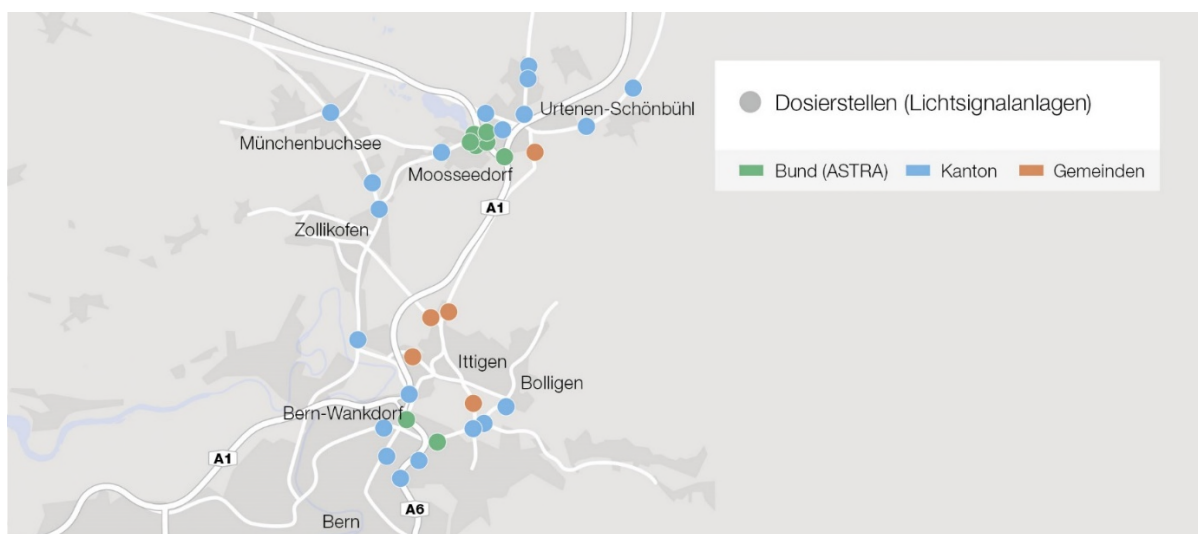 Urtenen-Schönbühl
Dosierstellen (Lichtsignalanlagen)
Münchenbuchsee
Moosseedorf
Bund (ASTRA)
Kanton
Gemeinden
A1
Zollikofen
Ittigen
Bolligen
Bern-Wankdorf
A1
A6
Bern